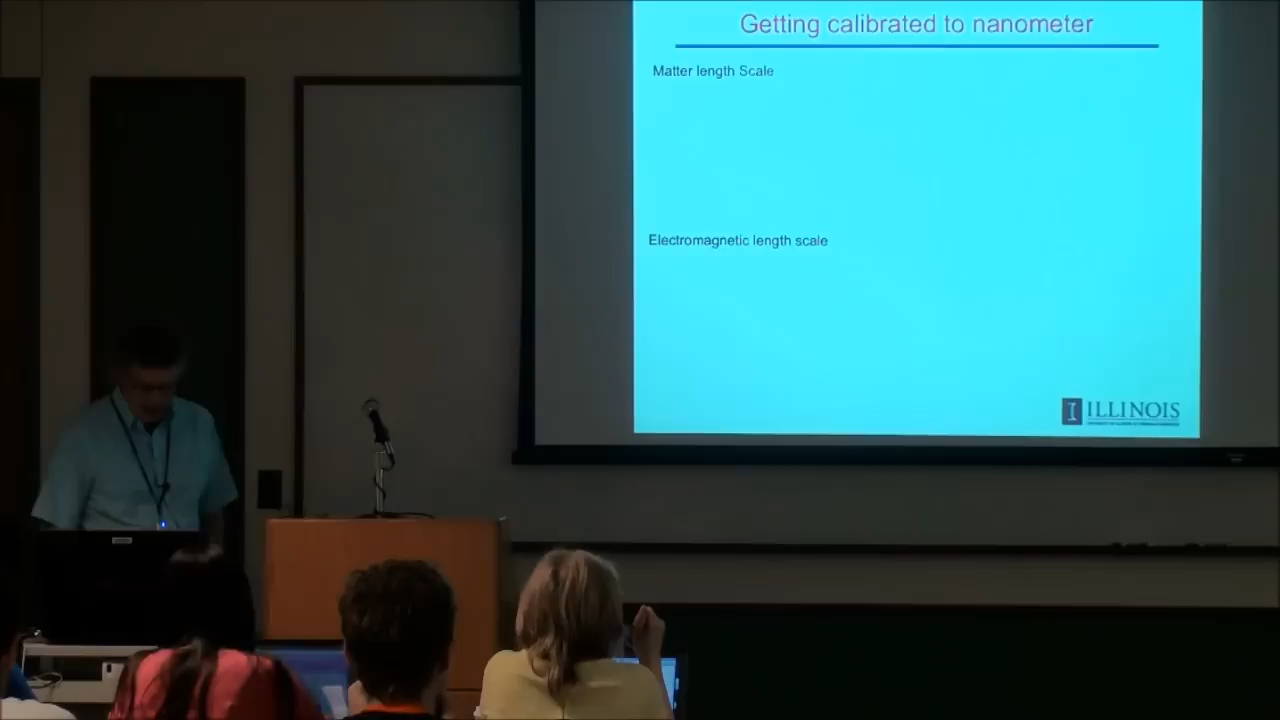 Getting calibrated to nanometer
Matter length Scale
Electromagnetic length scale
I ILLINOIS